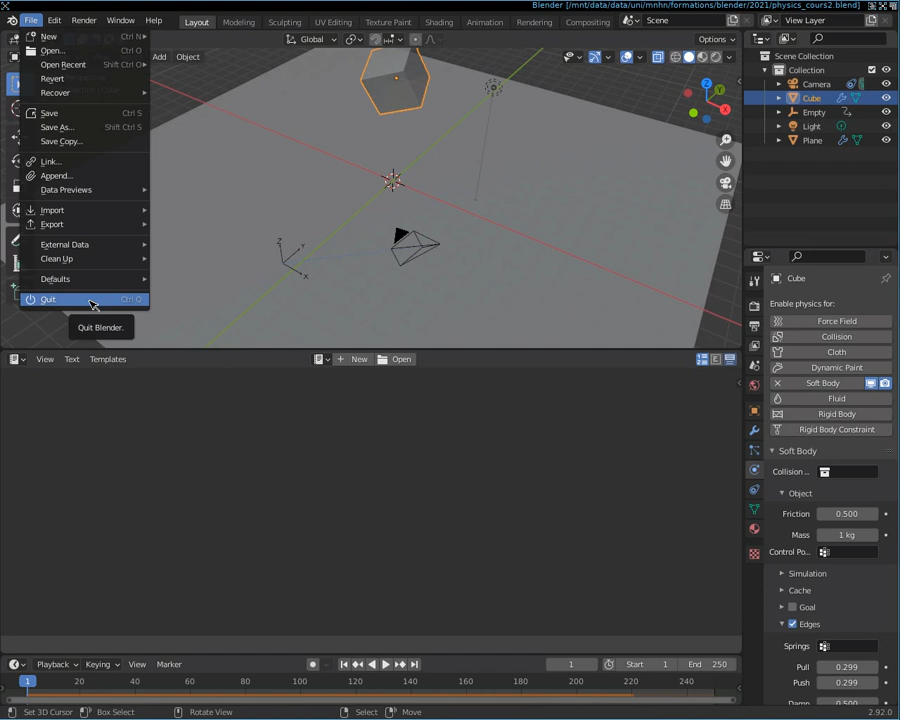 Blender [/mnt/data/data/uni/mnhn/formations/blender/2021/physics_cours2.blend]
File Edit Render Window Help Layout Modeling Sculpting UV Editing Texture Paint Shading Animation Rendering Compositing Scene View Layer
New Ctrl N
Open... Ctrl O
Open Recent Shift Ctrl O
Revert
Recover
Save Ctrl S
Save As... Shift Ctrl S
Save Copy...
Link...
Append...
Data Previews
Import
Export
External Data
Clean Up
Defaults
Quit Ctrl Q
Quit Blender.
Add Object Global Options
Z
Y
X
Z
Y
X
Scene Collection
Collection
Camera
Cube
Empty
Light
Plane
Cube
Enable physics for:
Force Field
Collision
Cloth
Dynamic Paint
Soft Body
Fluid
Rigid Body
Rigid Body Constraint
Soft Body
Collision ...
Object
Friction 0.500
Mass 1 kg
Control Po...
Simulation
Cache
Goal
Edges
Springs
Pull 0.299
Push 0.299
Damp 0.500
View Text Templates New Open
Playback Keying View Marker 1 Start 1 End 250
1 20 40 60 80 100 120 140 160 180 200 220 240
Set 3D Cursor Box Select Rotate View Select Move 2.92.0